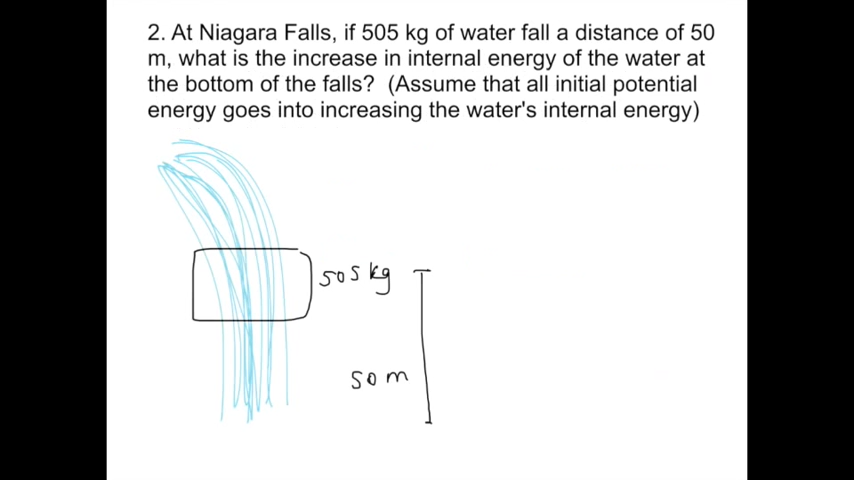 2. At Niagara Falls, if 505 kg of water fall a distance of 50
m, what is the increase in internal energy of the water at
the bottom of the falls? (Assume that all initial potential
energy goes into increasing the water's internal energy)
505 kg
50 m